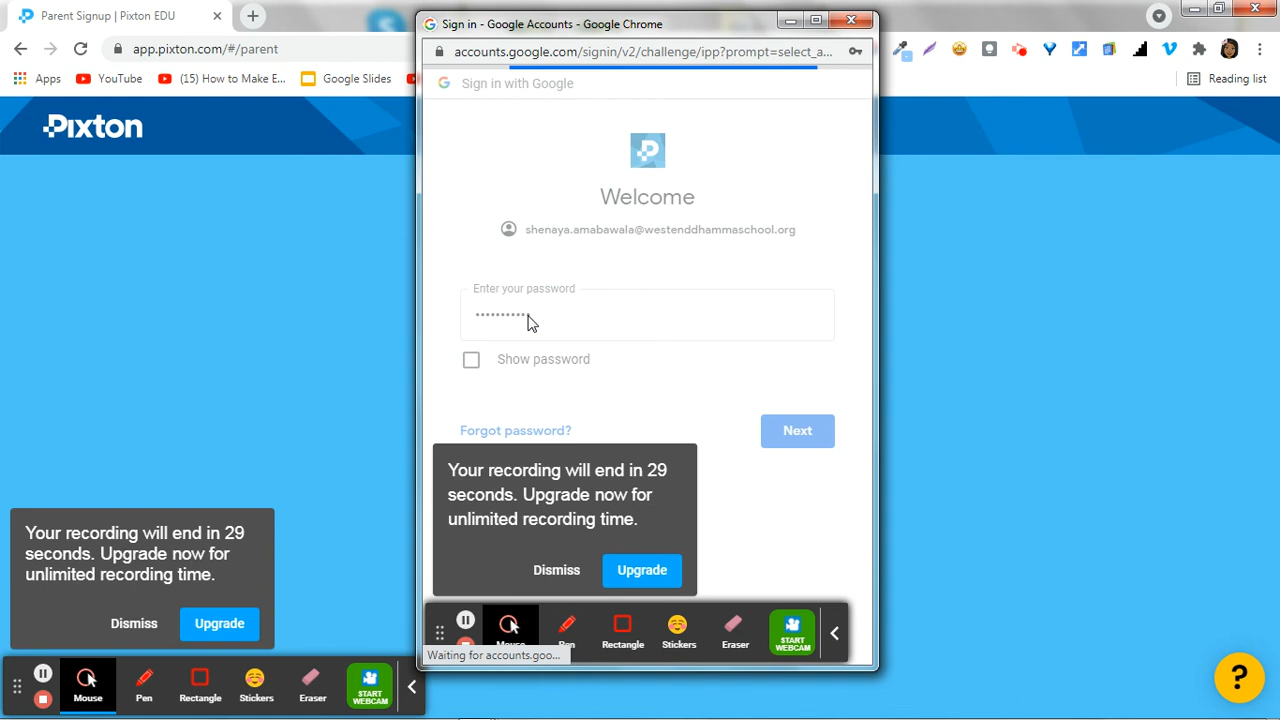 Parent Signup | Pixton EDU
app.pixton.com/#/parent
Apps
YouTube
(15) How to Make E...
Google Slides
Reading list
Pixton
Sign in - Google Accounts - Google Chrome
accounts.google.com/signin/v2/challenge/ipp?prompt=select_a...
Sign in with Google
Welcome
shenaya.amabawala@westenddhammaschool.org
Enter your password
Show password
Forgot password?
Next
Your recording will end in 29
seconds. Upgrade now for
unlimited recording time.
Dismiss
Upgrade
Mouse
Pen
Rectangle
Stickers
Eraser
START
WEBCAM
Waiting for accounts.goo...
Your recording will end in 29
seconds. Upgrade now for
unlimited recording time.
Dismiss
Upgrade
Mouse
Pen
Rectangle
Stickers
Eraser
START
WEBCAM
?